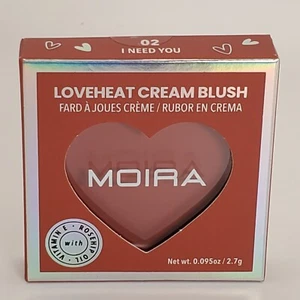 02
I NEED YOU
LOVEHEAT CREAM BLUSH
FARD À JOUES CRÈME / RUBOR EN CREMA
MOIRA
VITAMIN E • ROSEHIP OIL •
with
Net wt. 0.095oz / 2.7g